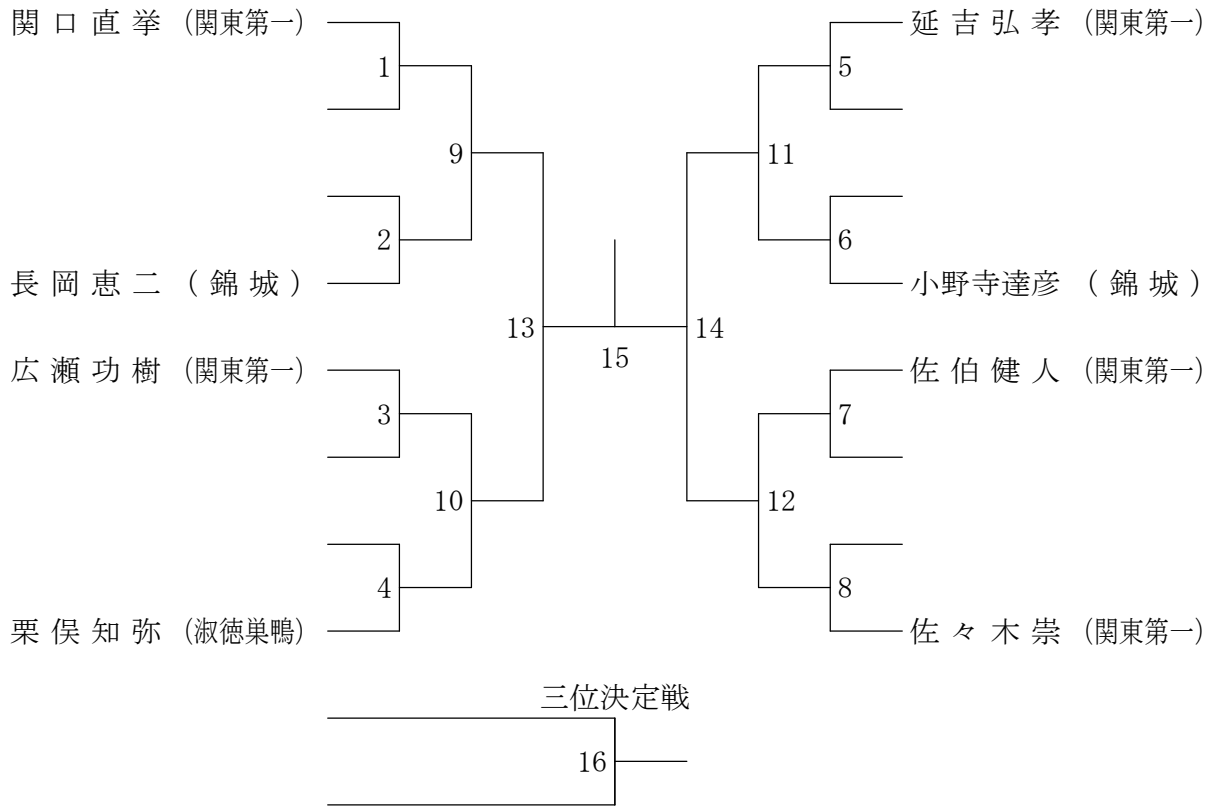 関口直挙 (関東第一)
1
9
2
長岡恵二 (錦城)
13
広瀬功樹 (関東第一)
3
10
4
栗俣知弥 (淑徳巣鴨)
15
延吉弘孝 (関東第一)
5
11
6
小野寺達彦 (錦城)
14
佐伯健人 (関東第一)
7
12
8
佐々木崇 (関東第一)
三位決定戦
16